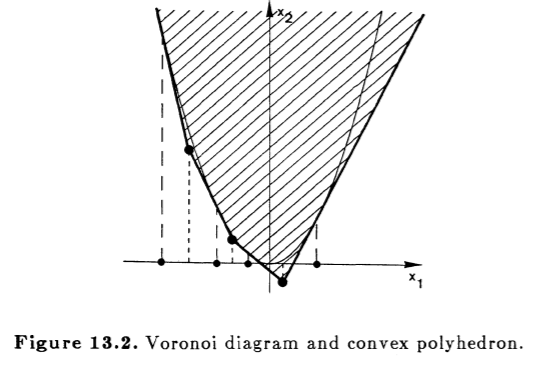 x2
x1
Figure 13.2. Voronoi diagram and convex polyhedron.